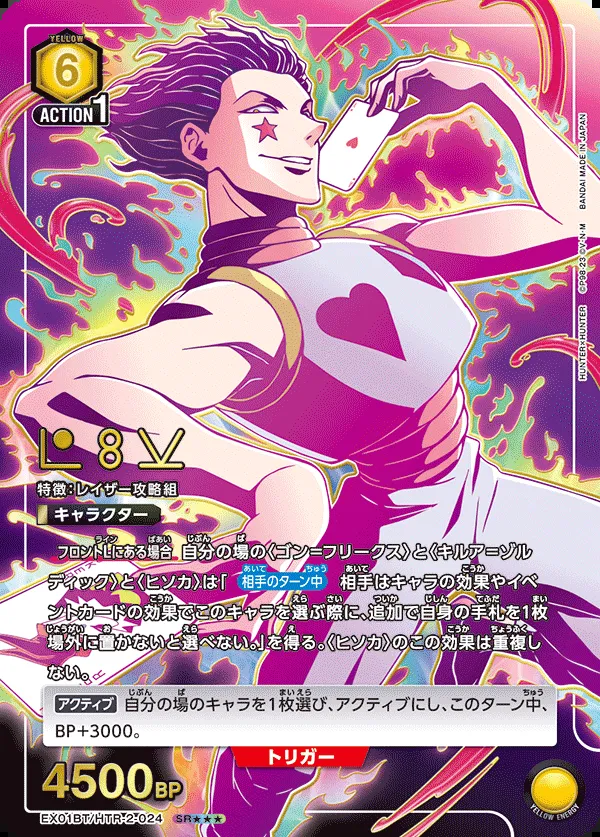 YELLOW
6
ACTION 1
HUNTER×HUNTER ©P98-23 ©V·N·M BANDAI MADE IN JAPAN
特徴:レイザー攻略組
キャラクター
フロントLにある場合 自分の場の〈ゴン=フリークス〉と〈キルア=ゾル
ディック〉と〈ヒソカ〉は「 相手のターン中 相手はキャラの効果やイベ
ントカードの効果でこのキャラを選ぶ際に、追加で自身の手札を1枚
場外に置かないと選べない。」を得る。〈ヒソカ〉のこの効果は重複し
ない。
アクティブ 自分の場のキャラを1枚選び、アクティブにし、このターン中、
BP+3000。
トリガー
4500BP
EX01BT/HTR-2-024 SR★★★
YELLOW ENERGY